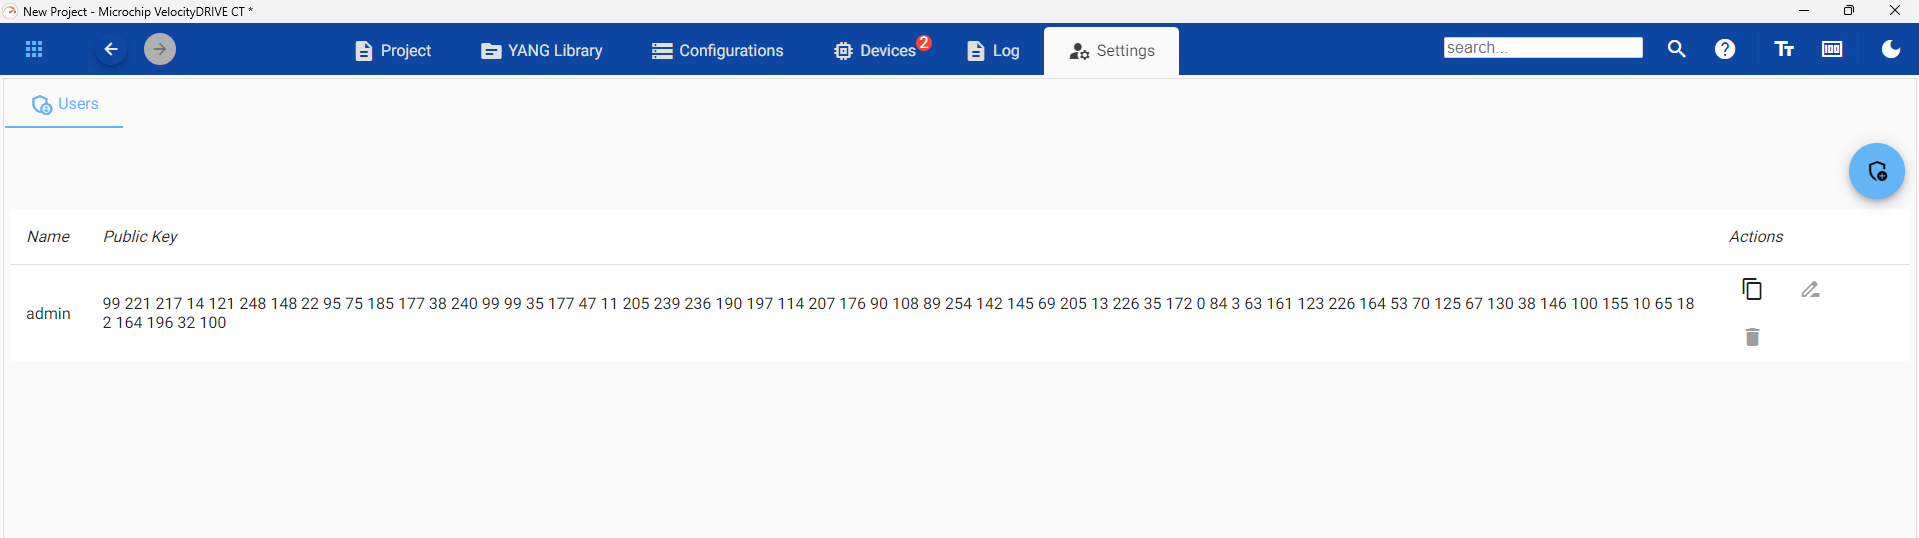 New Project - Microchip VelocityDRIVE CT *
Project
YANG Library
Configurations
Devices
2
Log
Settings
search...
?
Tт
100
Users
Name
Public Key
Actions
admin
99 221 217 14 121 248 148 22 95 75 185 177 38 240 99 99 35 177 47 11 205 239 236 190 197 114 207 176 90 108 89 254 142 145 69 205 13 226 35 172 0 84 3 63 161 123 226 164 53 70 125 67 130 38 146 100 155 10 65 18
2 164 196 32 100